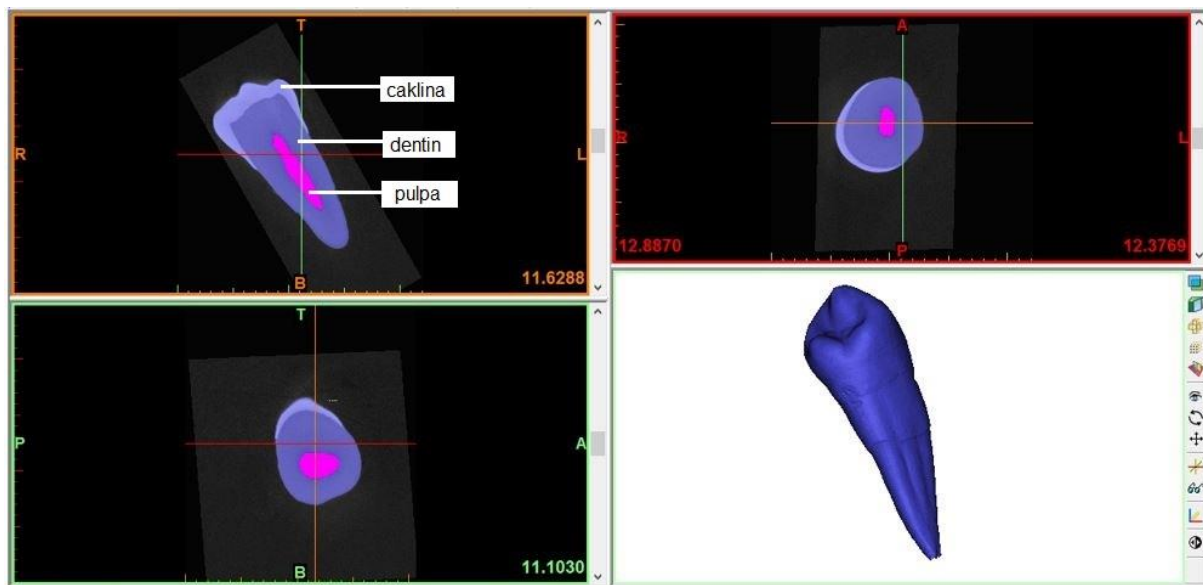 T
caklina
dentin
pulpa
R
L
B
11.6288
A
R
L
P
12.8870
12.3769
T
P
A
B
11.1030